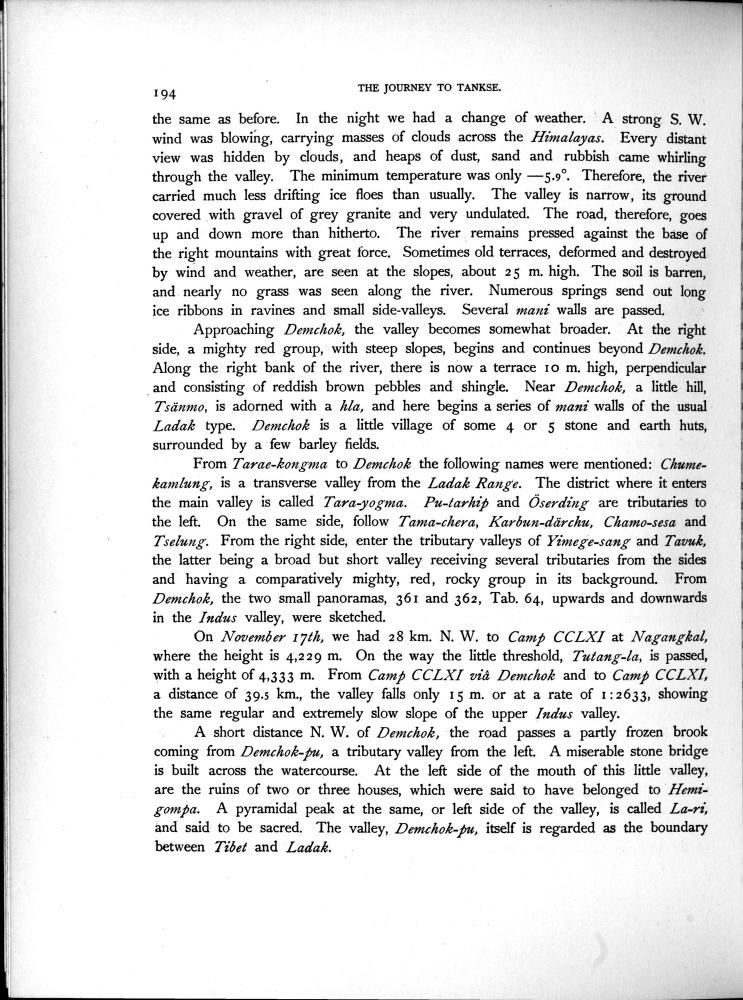 194
THE JOURNEY TO TANKSE.
the same as before. In the night we had a change of weather. A strong S. W.
wind was blowing, carrying masses of clouds across the Himalayas. Every distant
view was hidden by clouds, and heaps of dust, sand and rubbish came whirling
through the valley. The minimum temperature was only —5.9°. Therefore, the river
carried much less drifting ice floes than usually. The valley is narrow, its ground
covered with gravel of grey granite and very undulated. The road, therefore, goes
up and down more than hitherto. The river remains pressed against the base of
the right mountains with great force. Sometimes old terraces, deformed and destroyed
by wind and weather, are seen at the slopes, about 25 m. high. The soil is barren,
and nearly no grass was seen along the river. Numerous springs send out long
ice ribbons in ravines and small side-valleys. Several mani walls are passed.
Approaching Demchok, the valley becomes somewhat broader. At the right
side, a mighty red group, with steep slopes, begins and continues beyond Demchok.
Along the right bank of the river, there is now a terrace 10 m. high, perpendicular
and consisting of reddish brown pebbles and shingle. Near Demchok, a little hill,
Tsänmo, is adorned with a hla, and here begins a series of mani walls of the usual
Ladak type. Demchok is a little village of some 4 or 5 stone and earth huts,
surrounded by a few barley fields.
From Tarae-kongma to Demchok the following names were mentioned: Chume-
kamlung, is a transverse valley from the Ladak Range. The district where it enters
the main valley is called Tara-yogma. Pu-tarhip and Öserding are tributaries to
the left. On the same side, follow Tama-chera, Karbun-därchu, Chamo-sesa and
Tselung. From the right side, enter the tributary valleys of Yimege-sang and Tavuk,
the latter being a broad but short valley receiving several tributaries from the sides
and having a comparatively mighty, red, rocky group in its background. From
Demchok, the two small panoramas, 361 and 362, Tab. 64, upwards and downwards
in the Indus valley, were sketched.
On November 17th, we had 28 km. N. W. to Camp CCLXI at Nagangkal,
where the height is 4,229 m. On the way the little threshold, Tutang-la, is passed,
with a height of 4,333 m. From Camp CCLXI viâ Demchok and to Camp CCLXI,
a distance of 39.5 km., the valley falls only 15 m. or at a rate of 1:2633, showing
the same regular and extremely slow slope of the upper Indus valley.
A short distance N. W. of Demchok, the road passes a partly frozen brook
coming from Demchok-pu, a tributary valley from the left. A miserable stone bridge
is built across the watercourse. At the left side of the mouth of this little valley,
are the ruins of two or three houses, which were said to have belonged to Hemi-
gompa. A pyramidal peak at the same, or left side of the valley, is called La-ri,
and said to be sacred. The valley, Demchok-pu, itself is regarded as the boundary
between Tibet and Ladak.